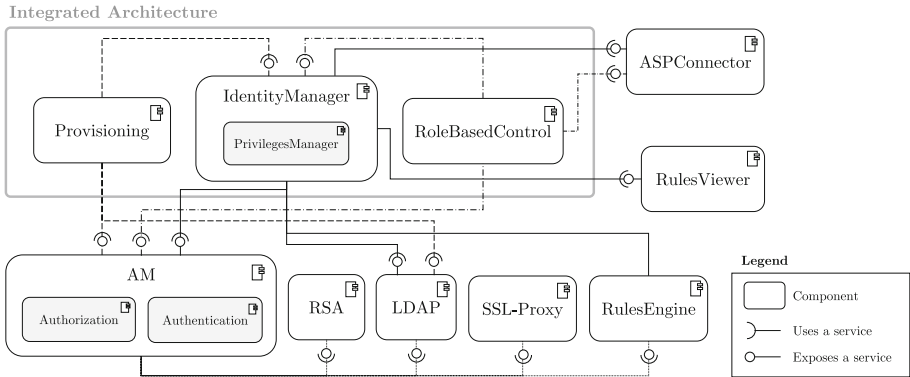 Integrated Architecture
IdentityManager
PrivilegesManager
Provisioning
RoleBasedControl
ASPConnector
RulesViewer
AM
Authorization
Authentication
RSA
LDAP
SSL-Proxy
RulesEngine
Legend
Component
Uses a service
Exposes a service